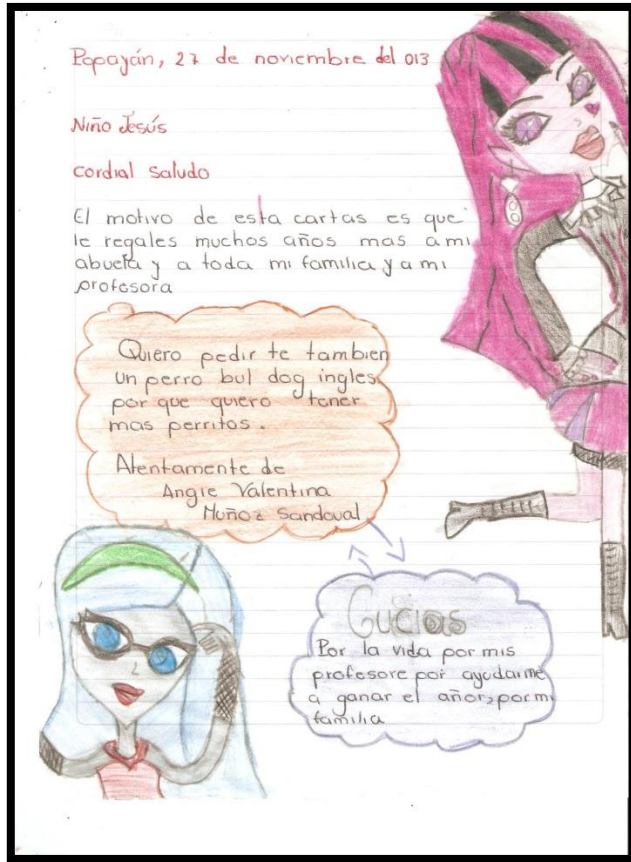 Popayán, 27 de noviembre del 013
Niño Jesús
cordial saludo
El motivo de esta cartas es que
le regales muchos años mas a mi
abuela y a toda mi familia y a mi
profesora
Quiero pedir te tambien
un perro bul dog ingles
por que quiero tener
mas perritos.
Atentamente de
Angie Valentina
Muñoz Sandoval
Gucias
Por la vida por mis
profesore por ayudarme
a ganar el añor, por mi
familia